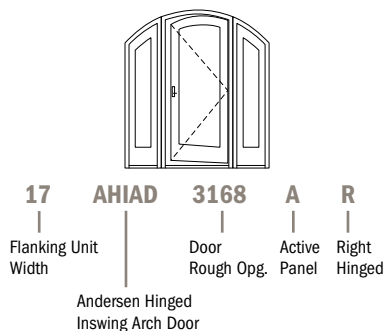 17 AHIAD 3168 A R
Flanking Unit
Width
Door
Rough Opg.
Active
Panel
Right
Hinged
Andersen Hinged
Inswing Arch Door